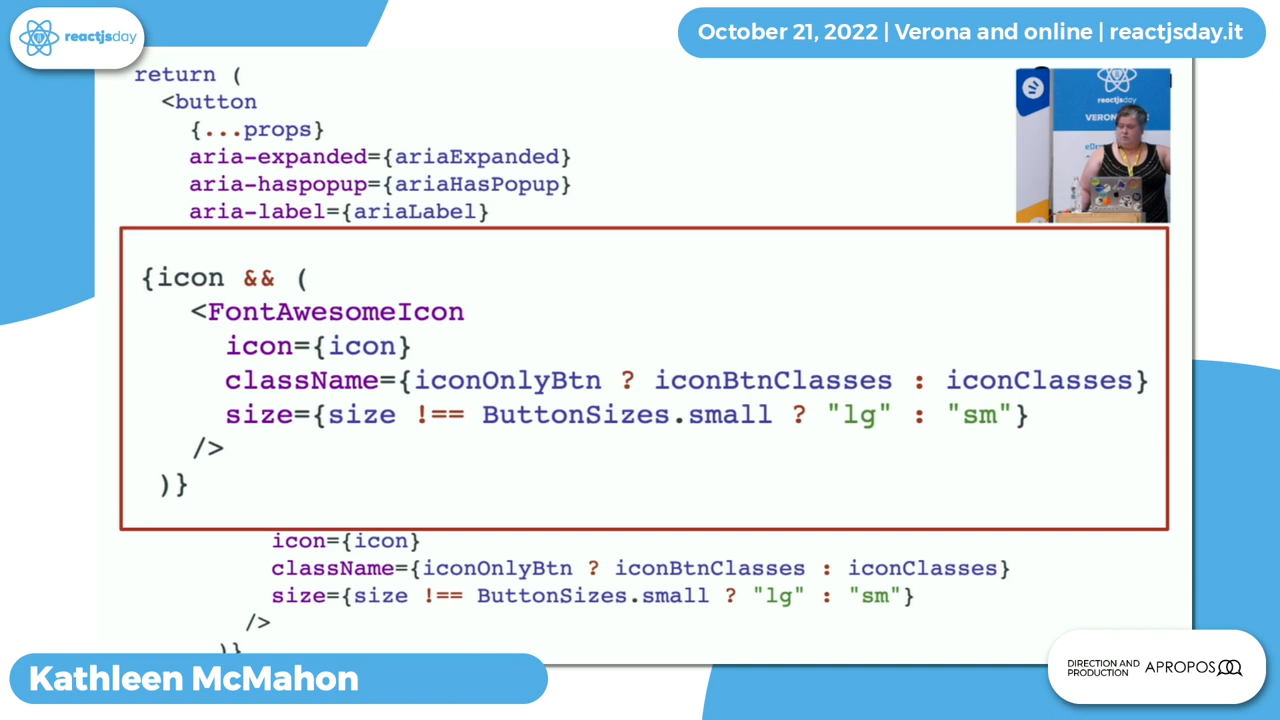 reactjsday
October 21, 2022 | Verona and online | reactjsday.it
return (
<button
{...props}
aria-expanded={ariaExpanded}
aria-haspopup={ariaHasPopup}
aria-label={ariaLabel}
reactjsday
{icon && (
<FontAwesomeIcon
icon={icon}
className={iconOnlyBtn ? iconBtnClasses : iconClasses}
size={size !== ButtonSizes.small ? "lg" : "sm"}
/>
)}
icon={icon}
className={iconOnlyBtn ? iconBtnClasses : iconClasses}
size={size !== ButtonSizes.small ? "lg" : "sm"}
/>
)}
Kathleen McMahon
DIRECTION AND
PRODUCTION
APROPOS